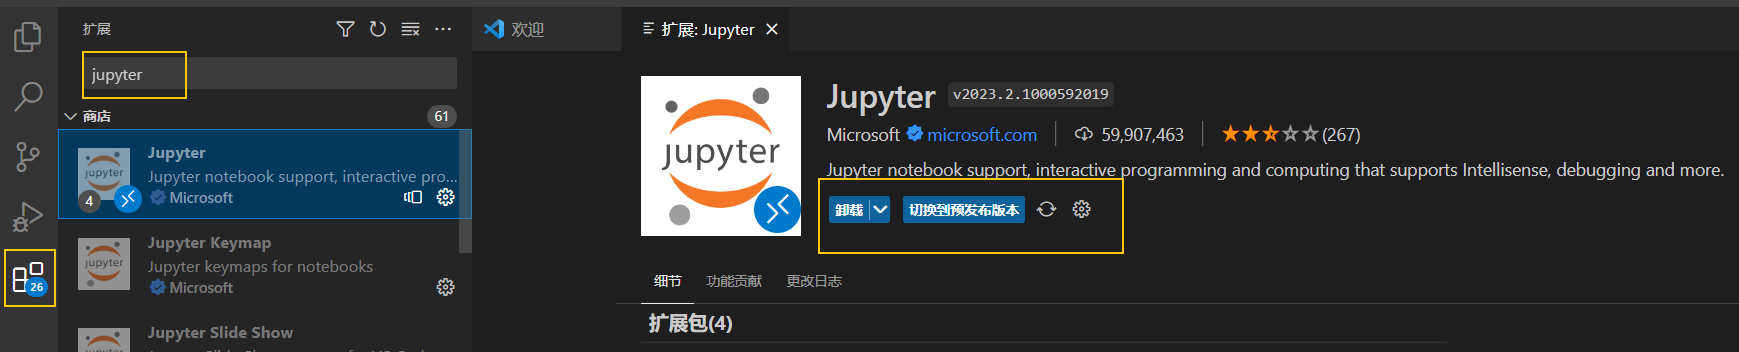 扩展
jupyter
商店
61
Jupyter
Jupyter notebook support, interactive pro...
4
Microsoft
Jupyter Keymap
Jupyter keymaps for notebooks
Microsoft
Jupyter Slide Show
26
欢迎
扩展: Jupyter
jupyter
Jupyter v2023.2.1000592019
Microsoft microsoft.com 59,907,463 (267)
Jupyter notebook support, interactive programming and computing that supports Intellisense, debugging and more.
卸载 切换到预发布版本
细节 功能贡献 更改日志
扩展包(4)